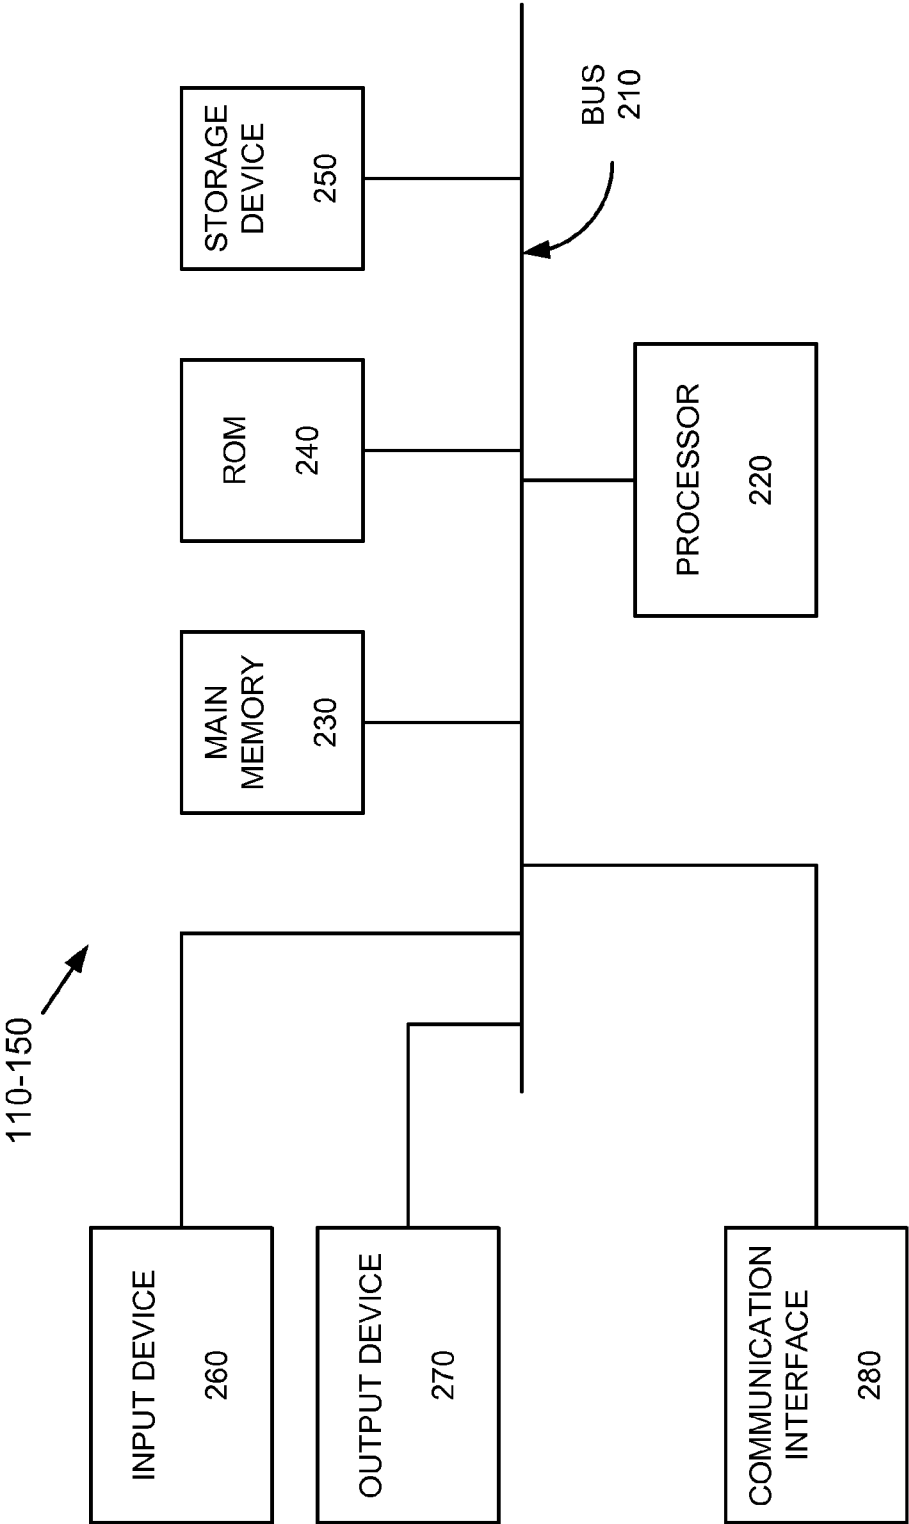 110-150
INPUT DEVICE
260
OUTPUT DEVICE
270
COMMUNICATION
INTERFACE
280
MAIN
MEMORY
230
ROM
240
STORAGE
DEVICE
250
PROCESSOR
220
BUS
210